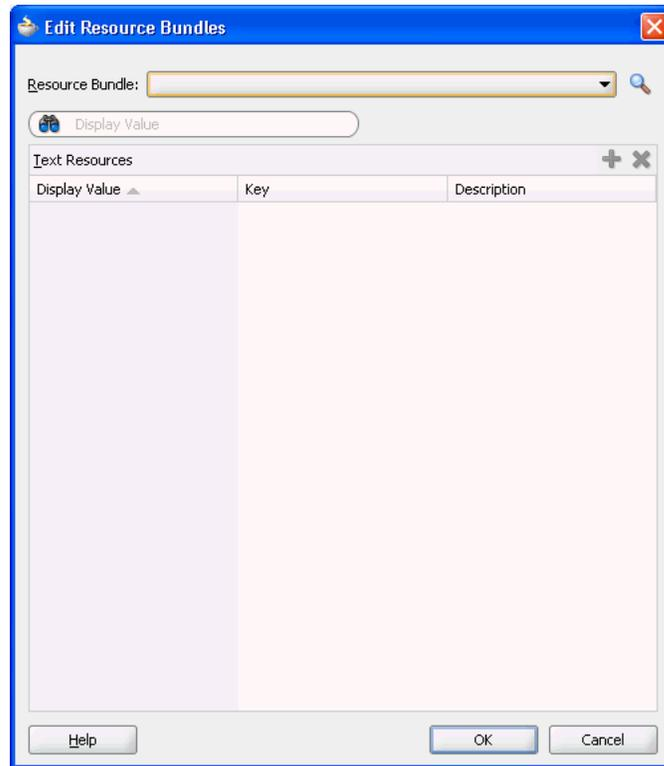 Edit Resource Bundles
Resource Bundle:
Display Value
Text Resources
Display Value Key Description
Help OK Cancel